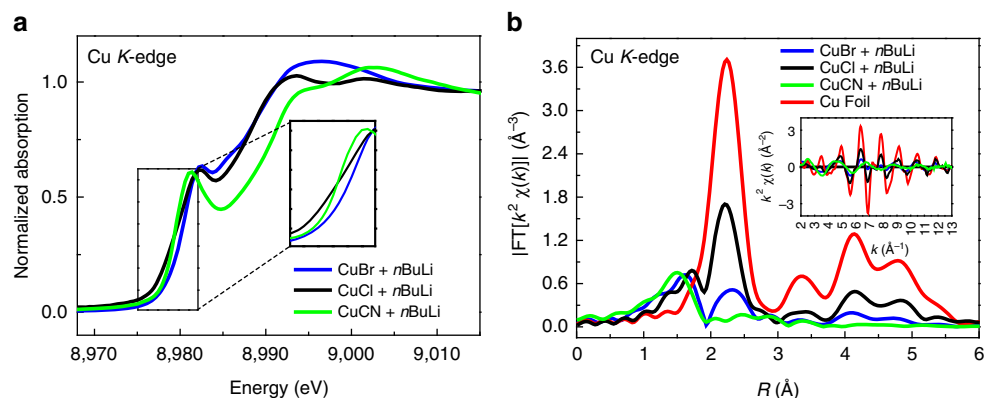 a
Cu K-edge
Normalized absorption
1.0
0.5
0.0
CuBr + nBuLi
CuCl + nBuLi
CuCN + nBuLi
8,970 8,980 8,990 9,000 9,010
Energy (eV)
b
Cu K-edge
|FT[k² χ(k)]| (Å⁻³)
3.6
3.0
2.4
1.8
1.2
0.6
0.0
CuBr + nBuLi
CuCl + nBuLi
CuCN + nBuLi
Cu Foil
k² χ(k) (Å⁻²)
3
0
−3
2 3 4 5 6 7 8 9 10 11 12 13
k (Å⁻¹)
0 1 2 3 4 5 6
R (Å)